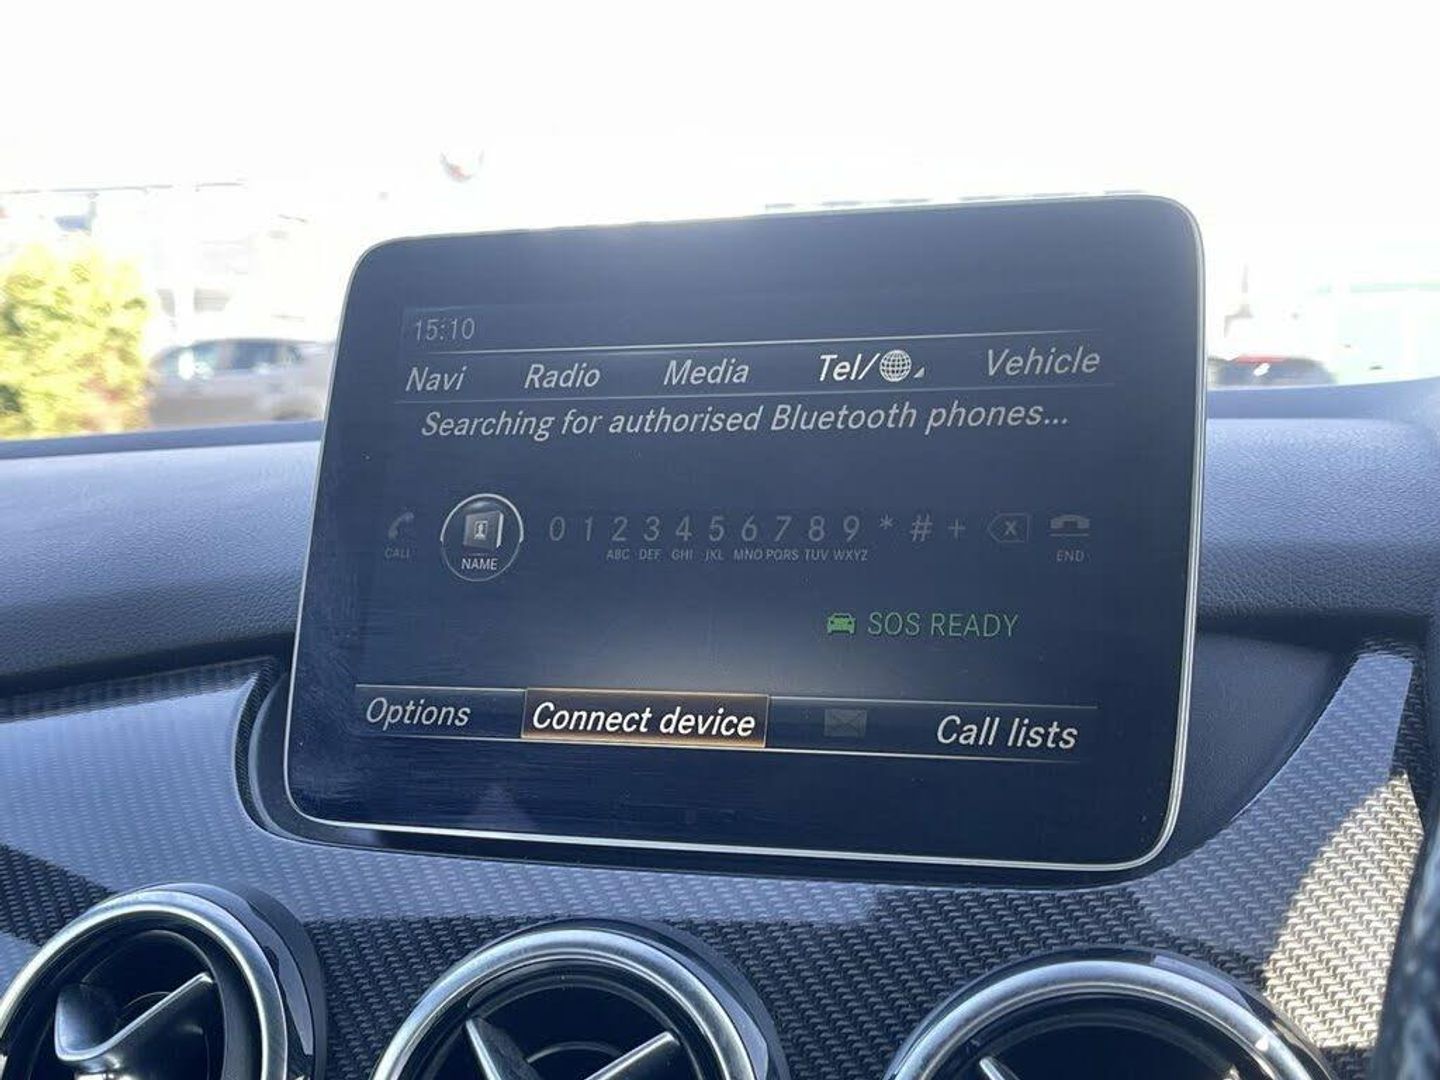 15:10
Navi Radio Media Tel/ Vehicle
Searching for authorised Bluetooth phones...
CALL NAME 0 1 2 3 4 5 6 7 8 9 * # + X END
ABC DEF GHI JKL MNO PQRS TUV WXYZ
SOS READY
Options Connect device Call lists